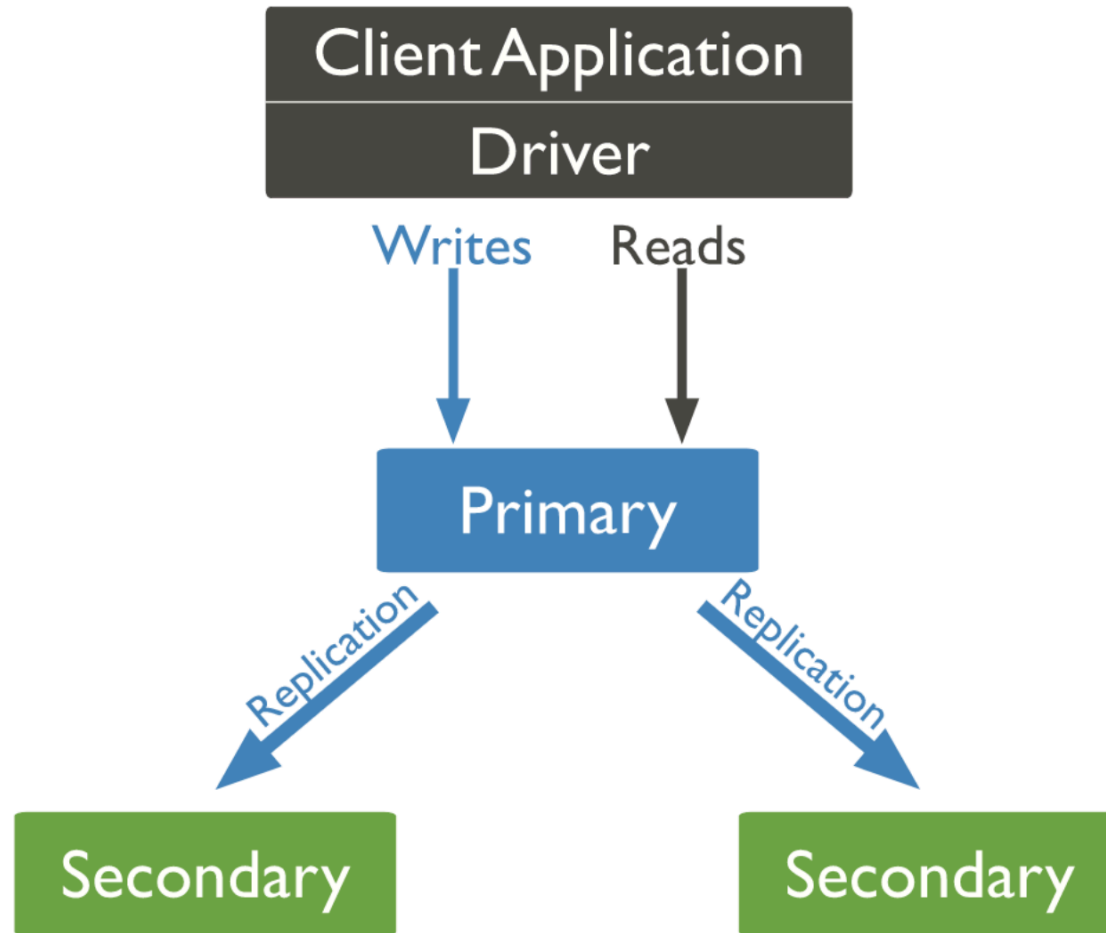 Client Application
Driver
Writes
Reads
Primary
Replication
Replication
Secondary
Secondary